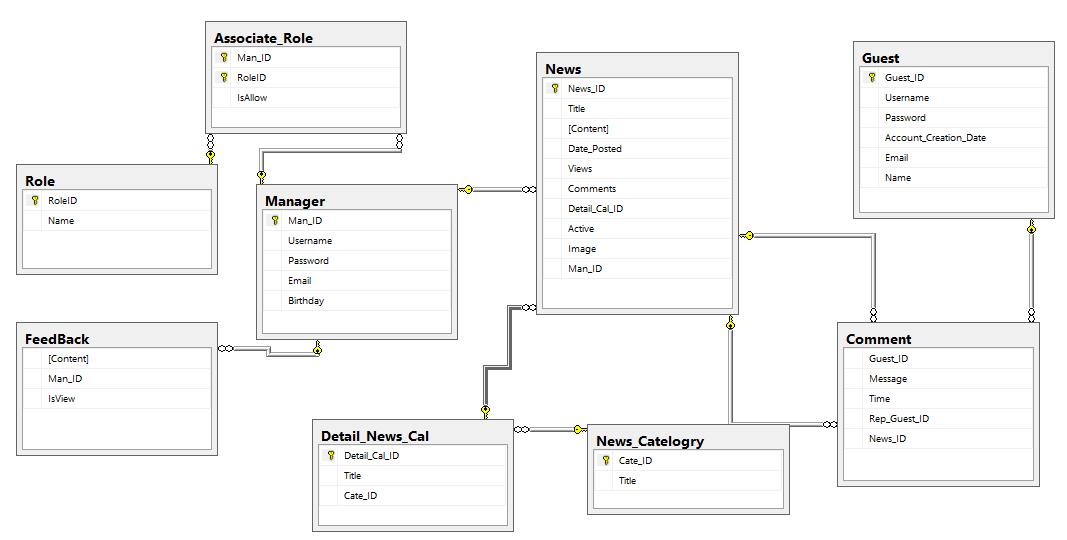 Associate_Role
Man_ID
RoleID
IsAllow
News
News_ID
Title
[Content]
Date_Posted
Views
Comments
Detail_Cal_ID
Active
Image
Man_ID
Guest
Guest_ID
Username
Password
Account_Creation_Date
Email
Name
Role
RoleID
Name
Manager
Man_ID
Username
Password
Email
Birthday
FeedBack
[Content]
Man_ID
IsView
Comment
Guest_ID
Message
Time
Rep_Guest_ID
News_ID
Detail_News_Cal
Detail_Cal_ID
Title
Cate_ID
News_Catelogry
Cate_ID
Title